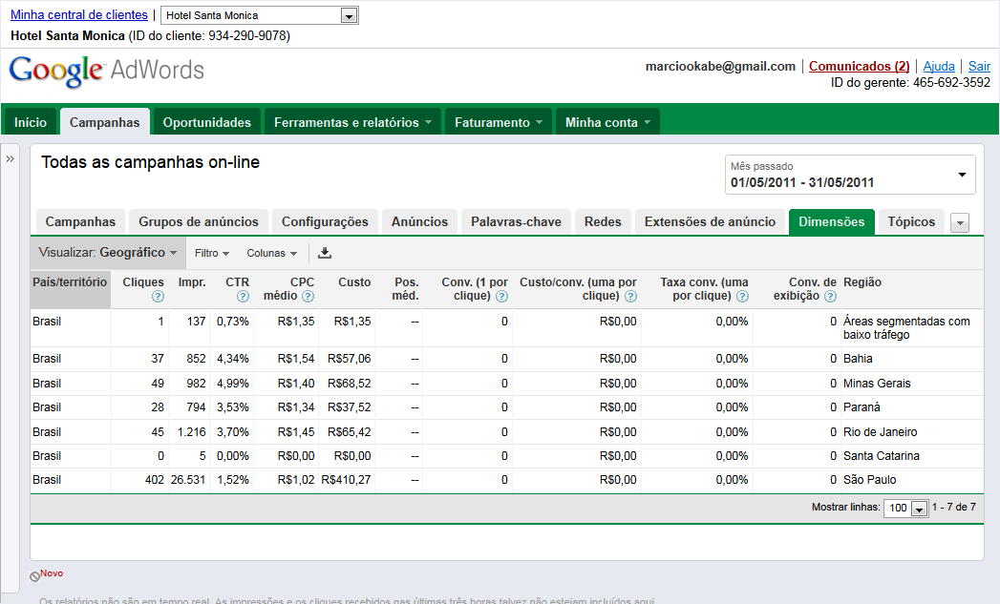 Minha central de clientes | Hotel Santa Monica
Hotel Santa Monica (ID do cliente: 934-290-9078)
Google AdWords
marciookabe@gmail.com | Comunicados (2) | Ajuda | Sair
ID do gerente: 465-692-3592
Início Campanhas Oportunidades Ferramentas e relatórios Faturamento Minha conta
»
Todas as campanhas on-line
Mês passado
01/05/2011 - 31/05/2011
Campanhas Grupos de anúncios Configurações Anúncios Palavras-chave Redes Extensões de anúncio Dimensões Tópicos
Visualizar: Geográfico Filtro Colunas
País/território Cliques Impr. CTR CPC Custo Pos. Conv. (1 por Custo/conv. (uma por Taxa conv. (uma Conv. de Região
? ? médio ? méd. clique) ? clique) ? por clique) ? exibição ?
Brasil 1 137 0,73% R$1,35 R$1,35 -- 0 R$0,00 0,00% 0 Áreas segmentadas com
baixo tráfego
Brasil 37 852 4,34% R$1,54 R$57,06 -- 0 R$0,00 0,00% 0 Bahia
Brasil 49 982 4,99% R$1,40 R$68,52 -- 0 R$0,00 0,00% 0 Minas Gerais
Brasil 28 794 3,53% R$1,34 R$37,52 -- 0 R$0,00 0,00% 0 Paraná
Brasil 45 1.216 3,70% R$1,45 R$65,42 -- 0 R$0,00 0,00% 0 Rio de Janeiro
Brasil 0 5 0,00% R$0,00 R$0,00 -- 0 R$0,00 0,00% 0 Santa Catarina
Brasil 402 26.531 1,52% R$1,02 R$410,27 -- 0 R$0,00 0,00% 0 São Paulo
Mostrar linhas: 100 1 - 7 de 7
Novo
Os relatórios não são em tempo real. As impressões e os cliques recebidos nas últimas três horas talvez não estejam incluídos aqui.